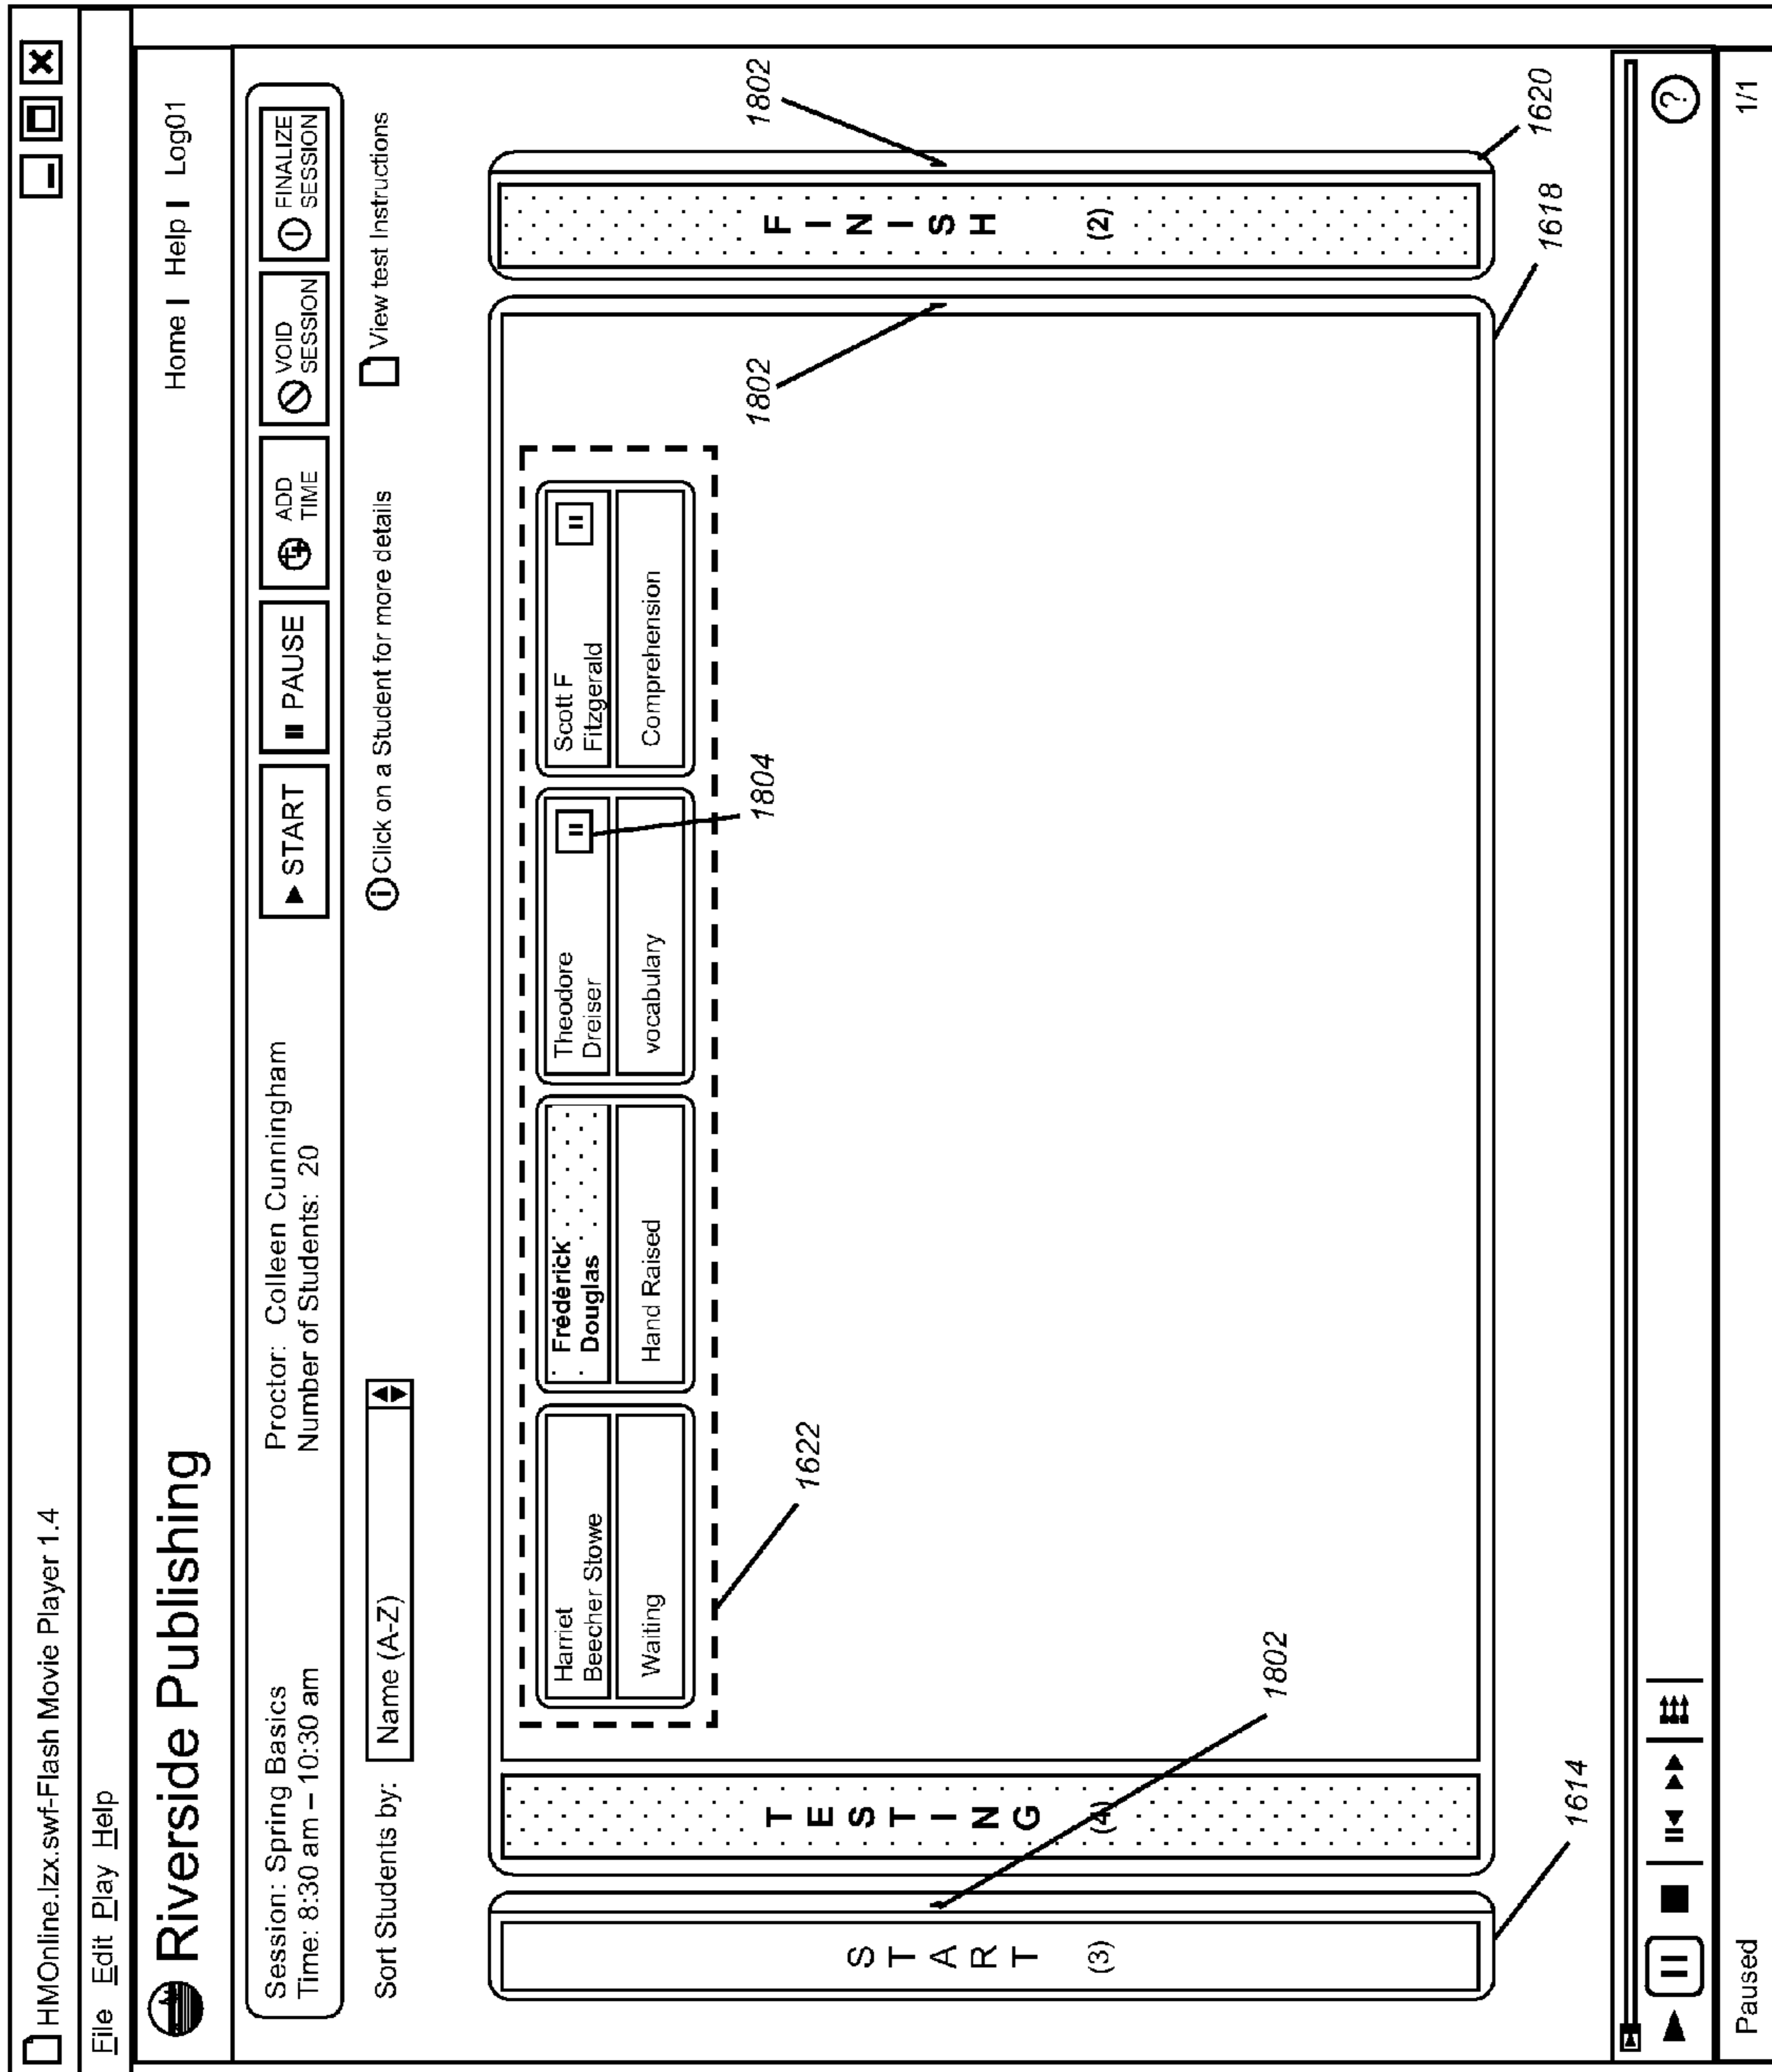 HMOnline.lzx.swf-Flash Movie Player 1.4
File Edit Play Help
Riverside Publishing
Home I Help I Log01
Session: Spring Basics
Time: 8:30 am – 10:30 am
Proctor: Colleen Cunningham
Number of Students: 20
START
PAUSE
ADD
TIME
VOID
SESSION
FINALIZE
SESSION
Sort Students by: Name (A-Z)
Click on a Student for more details
View test Instructions
START
(3)
TESTING
(4)
Harriet
Beecher Stowe
Waiting
Frederick
Douglas
Hand Raised
Theodore
Dreiser
vocabulary
Scott F
Fitzgerald
Comprehension
FINISH
(2)
1802
1802
1804
1622
1802
1614
1618
1620
?
Paused
1/1